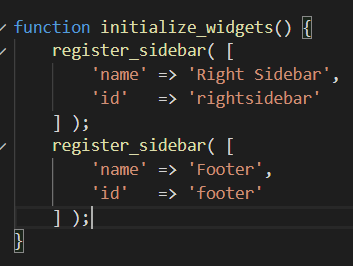 function initialize_widgets() {
    register_sidebar( [
        'name' => 'Right Sidebar',
        'id'   => 'rightsidebar'
    ] );
    register_sidebar( [
        'name' => 'Footer',
        'id'   => 'footer'
    ] );
}